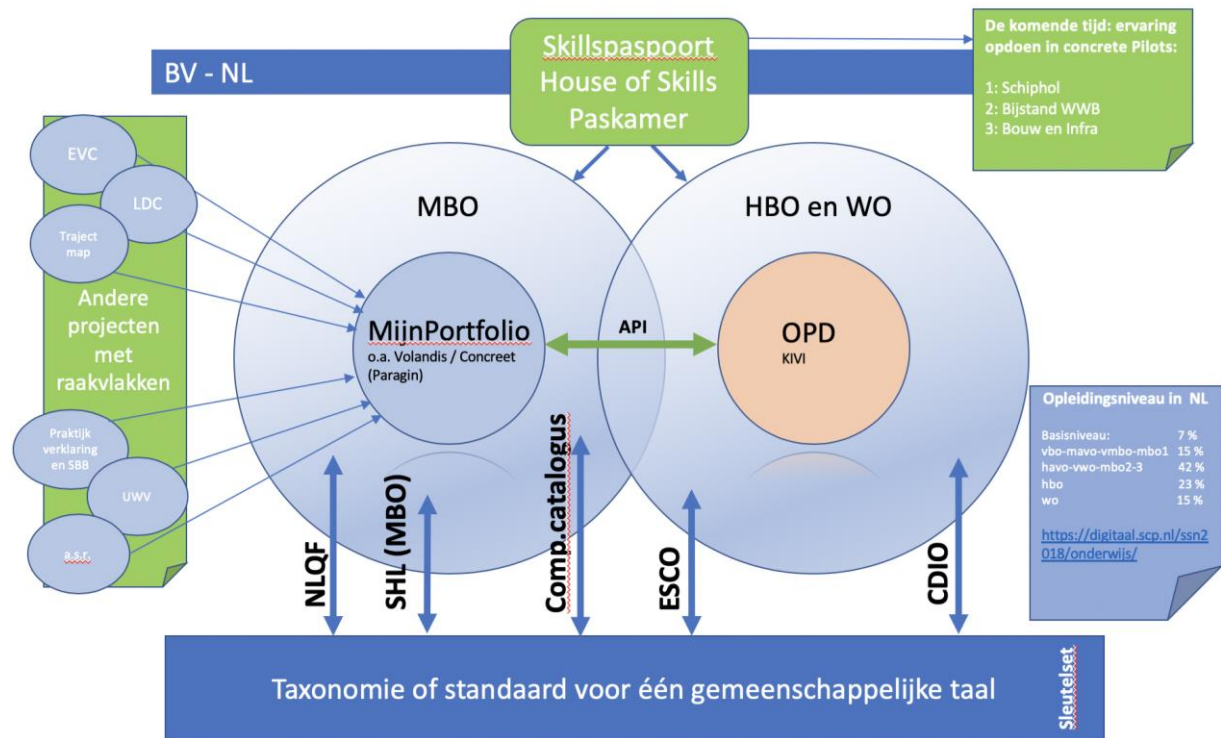 BV - NL
Skillspaspoort
House of Skills
Paskamer
De komende tijd: ervaring
opdoen in concrete Pilots:
1: Schiphol
2: Bijstand WWB
3: Bouw en Infra
EVC
LDC
Traject
map
Andere
projecten
met
raakvlakken
Praktijk
verklaring
en SBB
UWV
a.s.r.
MBO
HBO en WO
MijnPortfolio
o.a. Volandis / Concreet
(Paragin)
API
OPD
KIVI
Opleidingsniveau in NL
Basisniveau: 7 %
vbo-mavo-vmbo-mbo1 15 %
havo-vwo-mbo2-3 42 %
hbo 23 %
wo 15 %
https://digitaal.scp.nl/ssn2
018/onderwijs/
NLQF
SHL (MBO)
Comp.catalogus
ESCO
CDIO
Taxonomie of standaard voor één gemeenschappelijke taal
Sleutelset